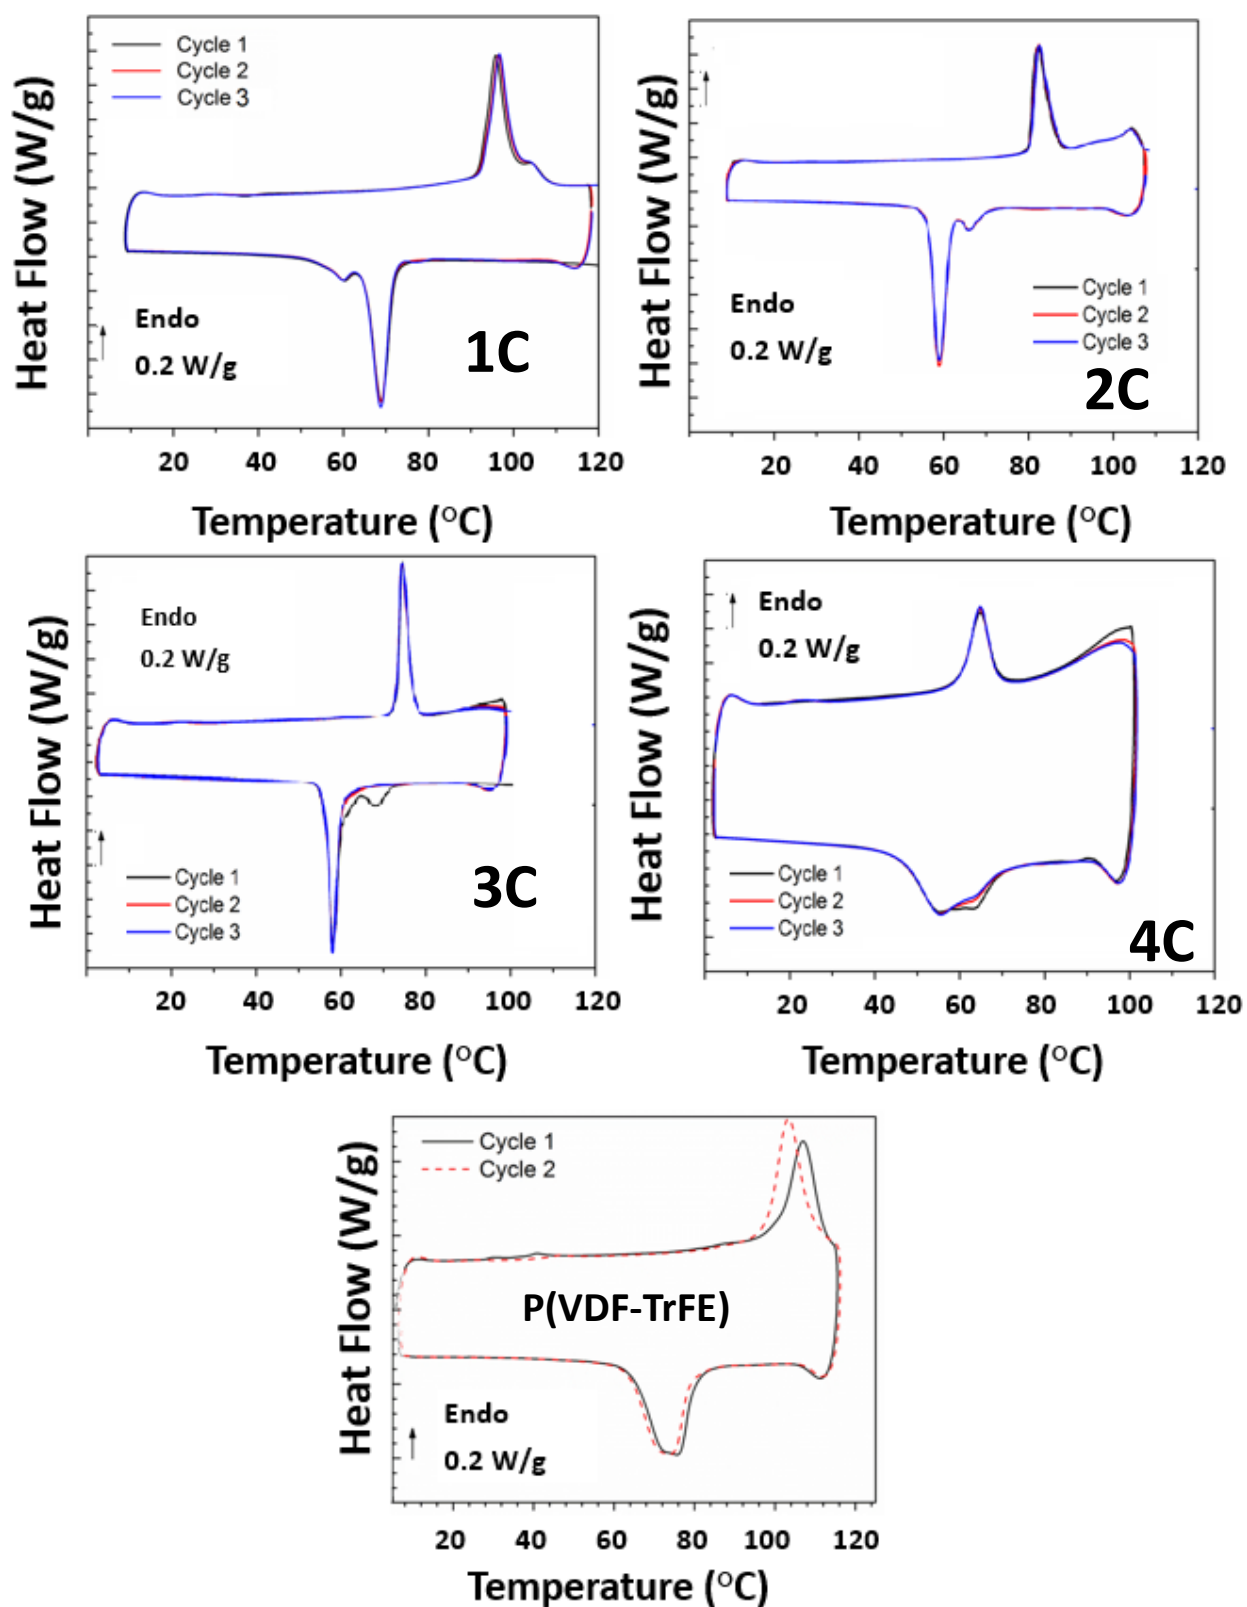 Heat Flow (W/g)
Cycle 1
Cycle 2
Cycle 3
Endo
0.2 W/g
1C
20 40 60 80 100 120
Temperature (°C)
Heat Flow (W/g)
Endo
0.2 W/g
Cycle 1
Cycle 2
Cycle 3
2C
20 40 60 80 100 120
Temperature (°C)
Heat Flow (W/g)
Endo
0.2 W/g
Cycle 1
Cycle 2
Cycle 3
3C
20 40 60 80 100 120
Temperature (°C)
Heat Flow (W/g)
Endo
0.2 W/g
Cycle 1
Cycle 2
Cycle 3
4C
20 40 60 80 100 120
Temperature (°C)
Heat Flow (W/g)
Cycle 1
Cycle 2
P(VDF-TrFE)
Endo
0.2 W/g
20 40 60 80 100 120
Temperature (°C)